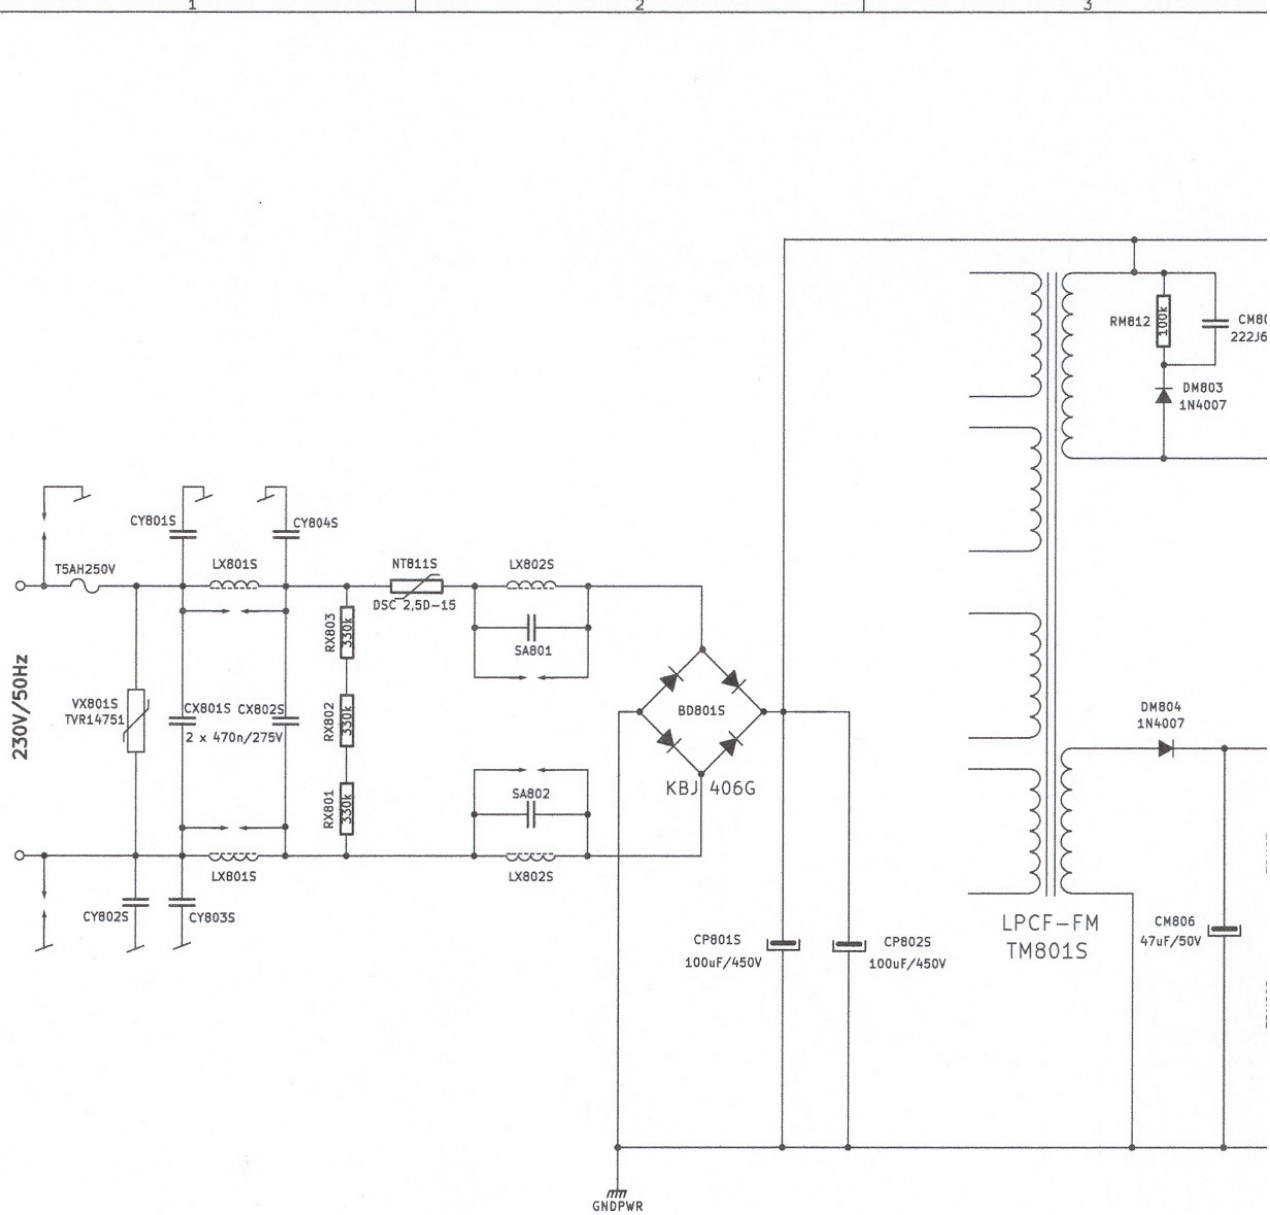 1
2
3
RM812
100k
CM80
222J6
DM803
1N4007
CY801S
CY804S
T5AH250V
LX801S
NT811S
DSC 2,5D-15
LX802S
RX803
330k
SA801
230V/50Hz
VX801S
TVR14751
CX801S
CX802S
2 x 470n/275V
RX802
330k
BD801S
DM804
1N4007
KBJ 406G
RX801
330k
SA802
LX801S
LX802S
CY802S
CY803S
CP801S
100uF/450V
CP802S
100uF/450V
LPCF-FM
TM801S
CM806
47uF/50V
GNDPWR